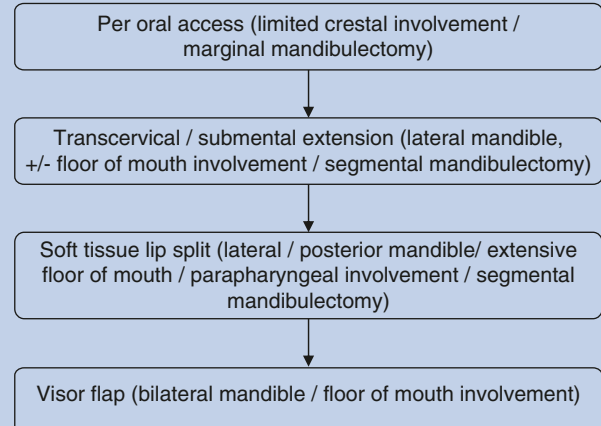 Per oral access (limited crestal involvement /
marginal mandibulectomy)
Transcervical / submental extension (lateral mandible,
+/- floor of mouth involvement / segmental mandibulectomy)
Soft tissue lip split (lateral / posterior mandible/ extensive
floor of mouth / parapharyngeal involvement / segmental
mandibulectomy)
Visor flap (bilateral mandible / floor of mouth involvement)